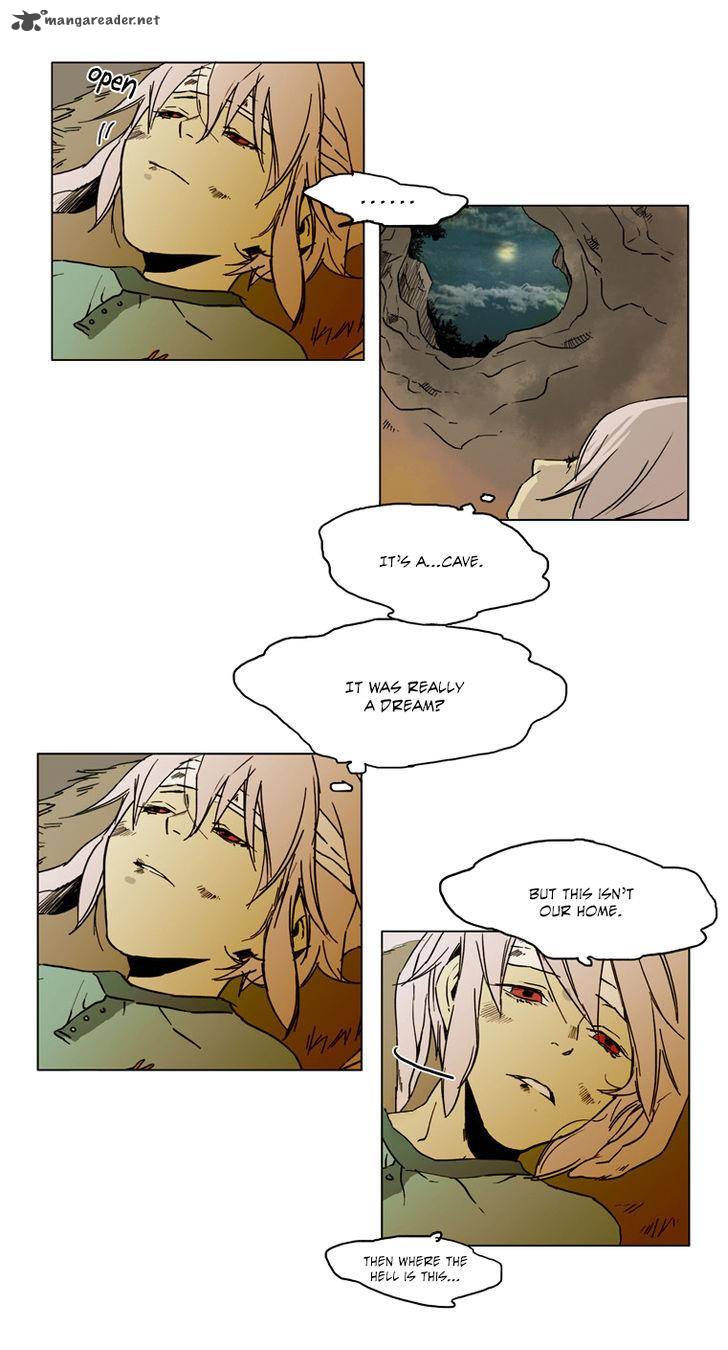 mangareader.net
open
......
IT'S A...CAVE.
IT WAS REALLY
A DREAM?
BUT THIS ISN'T
OUR HOME.
THEN WHERE THE
HELL IS THIS...